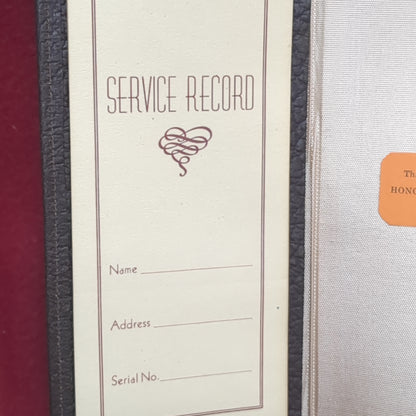 SERVICE RECORD
Name
Address
Serial No.
Th
HONO